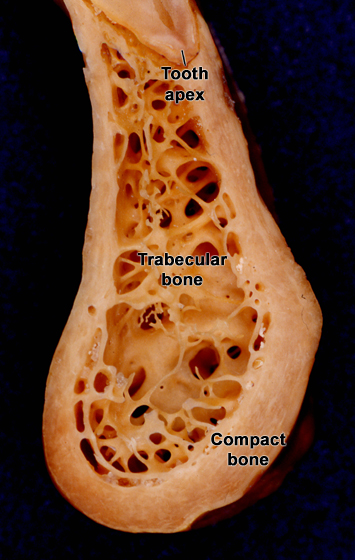 Tooth
apex
Trabecular
bone
Compact
bone